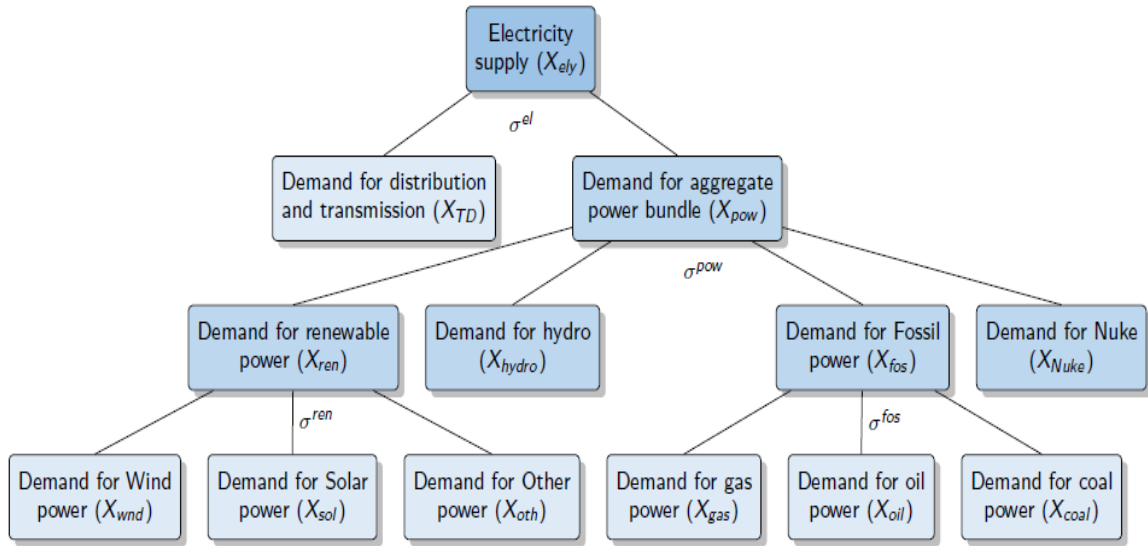 Electricity
supply (X_ely)
σ^el
Demand for distribution
and transmission (X_TD)
Demand for aggregate
power bundle (X_pow)
σ^pow
Demand for renewable
power (X_ren)
Demand for hydro
(X_hydro)
Demand for Fossil
power (X_fos)
Demand for Nuke
(X_Nuke)
σ^ren
σ^fos
Demand for Wind
power (X_wnd)
Demand for Solar
power (X_sol)
Demand for Other
power (X_oth)
Demand for gas
power (X_gas)
Demand for oil
power (X_oil)
Demand for coal
power (X_coal)